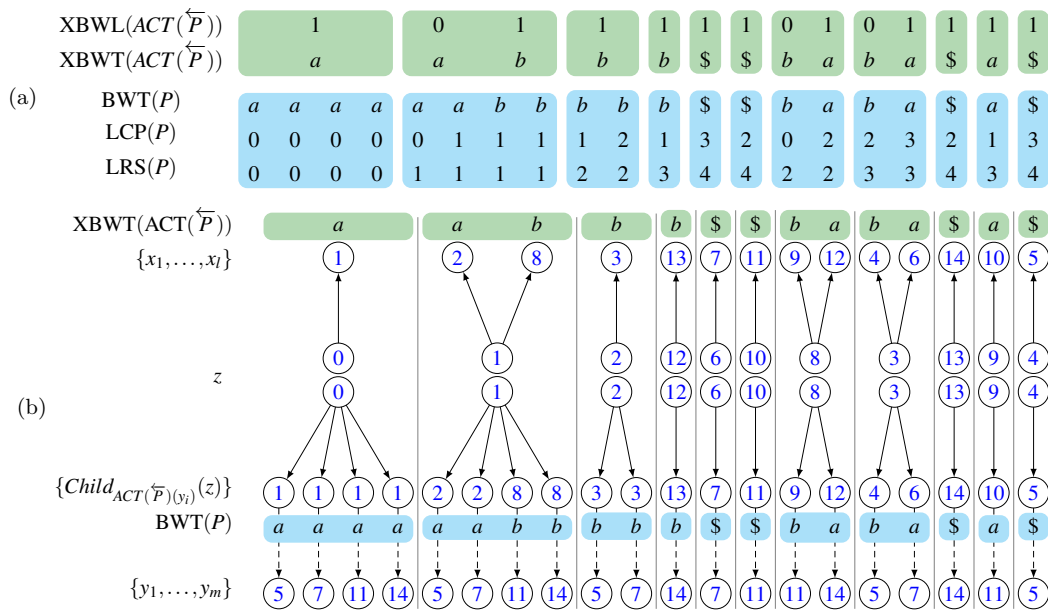 XBWL(ACT(↼P)) 1 0 1 1 1 1 1 0 1 0 1 1 1 1
XBWT(ACT(↼P)) a a b b b $ $ b a b a $ a $
(a)
BWT(P) a a a a a a b b b b b $ $ b a b a $ a $
LCP(P) 0 0 0 0 0 1 1 1 1 2 1 3 2 0 2 2 3 2 1 3
LRS(P) 0 0 0 0 1 1 1 1 2 2 3 4 4 2 2 3 3 4 3 4
XBWT(ACT(↼P)) a a b b b $ $ b a b a $ a $
{x1,...,xl} 1 2 8 3 13 7 11 9 12 4 6 14 10 5
0 1 2 12 6 10 8 3 13 9 4
z
0 1 2 12 6 10 8 3 13 9 4
(b)
{Child ACT(↼P)(yi) (z)} 1 1 1 1 2 2 8 8 3 3 13 7 11 9 12 4 6 14 10 5
BWT(P) a a a a a a b b b b b $ $ b a b a $ a $
{y1,...,ym} 5 7 11 14 5 7 11 14 5 7 14 7 11 11 14 5 7 14 11 5